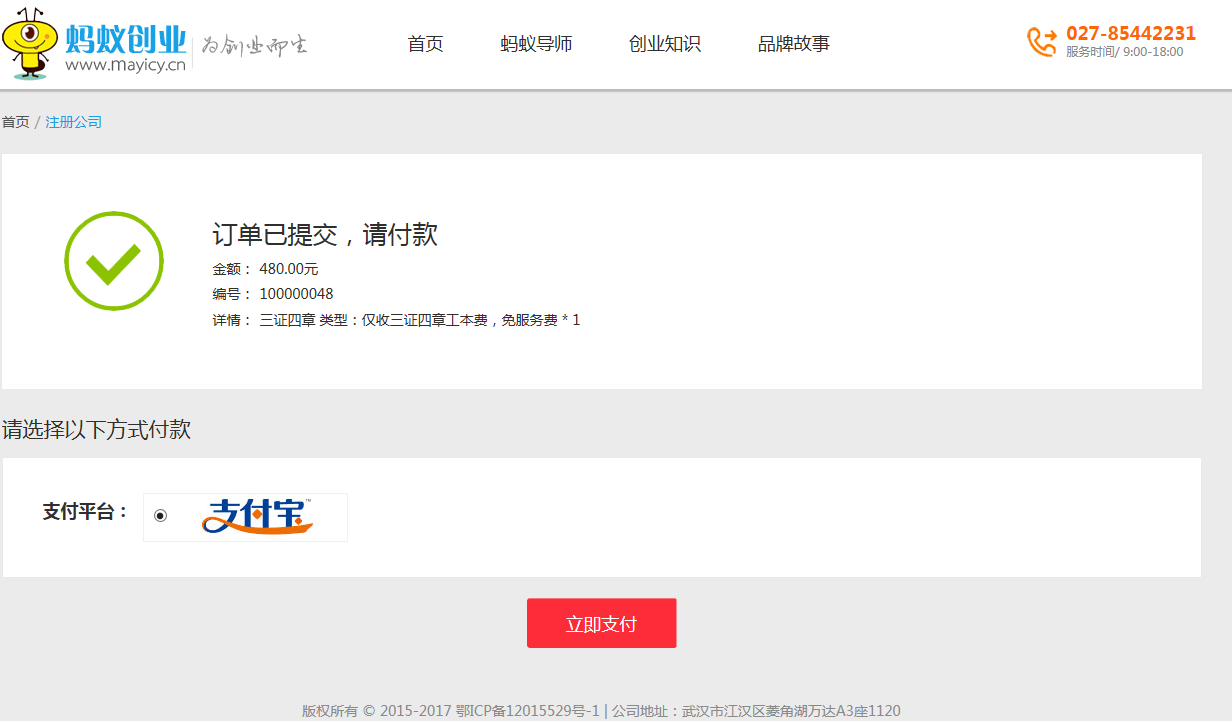 蚂蚁创业
www.mayicy.cn
为创业而生
首页 蚂蚁导师 创业知识 品牌故事
027-85442231
服务时间/ 9:00-18:00
首页 / 注册公司
订单已提交，请付款
金额： 480.00元
编号： 100000048
详情： 三证四章 类型：仅收三证四章工本费，免服务费 * 1
请选择以下方式付款
支付平台： 支付宝™
立即支付
版权所有 © 2015-2017 鄂ICP备12015529号-1 | 公司地址：武汉市江汉区菱角湖万达A3座1120